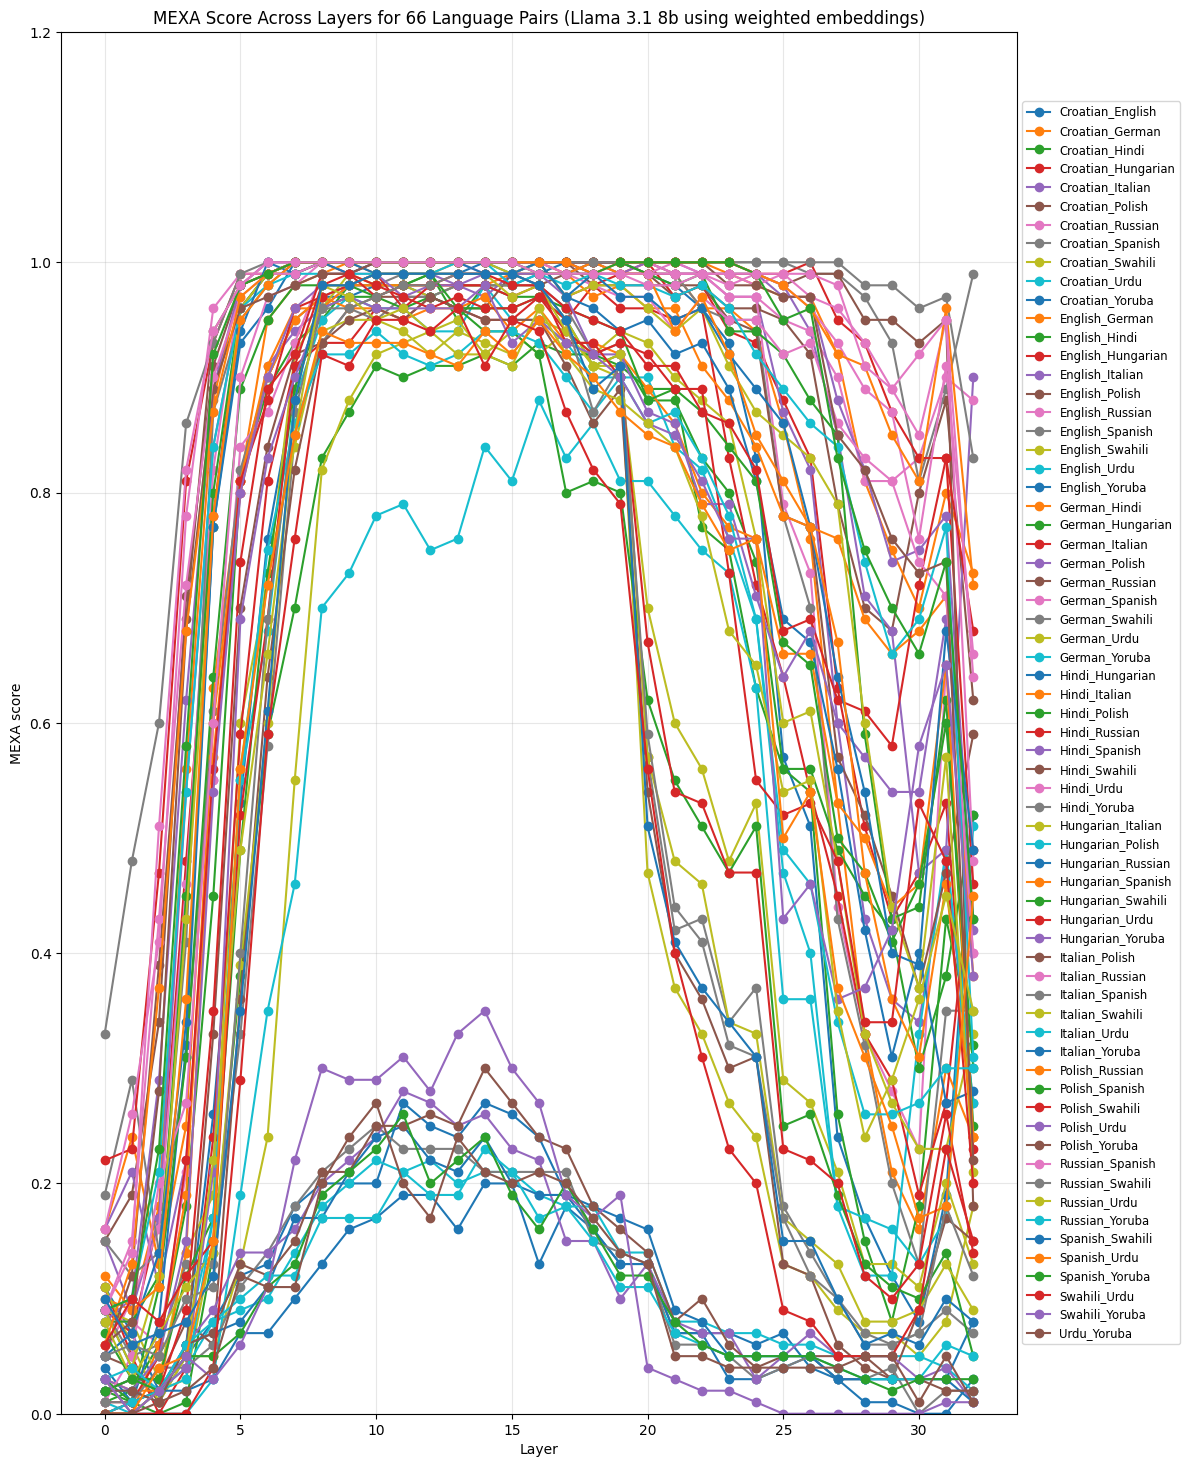 MEXA Score Across Layers for 66 Language Pairs (Llama 3.1 8b using weighted embeddings)
1.2
1.0
0.8
0.6
0.4
0.2
0.0
MEXA score
0 5 10 15 20 25 30
Layer
Croatian_English
Croatian_German
Croatian_Hindi
Croatian_Hungarian
Croatian_Italian
Croatian_Polish
Croatian_Russian
Croatian_Spanish
Croatian_Swahili
Croatian_Urdu
Croatian_Yoruba
English_German
English_Hindi
English_Hungarian
English_Italian
English_Polish
English_Russian
English_Spanish
English_Swahili
English_Urdu
English_Yoruba
German_Hindi
German_Hungarian
German_Italian
German_Polish
German_Russian
German_Spanish
German_Swahili
German_Urdu
German_Yoruba
Hindi_Hungarian
Hindi_Italian
Hindi_Polish
Hindi_Russian
Hindi_Spanish
Hindi_Swahili
Hindi_Urdu
Hindi_Yoruba
Hungarian_Italian
Hungarian_Polish
Hungarian_Russian
Hungarian_Spanish
Hungarian_Swahili
Hungarian_Urdu
Hungarian_Yoruba
Italian_Polish
Italian_Russian
Italian_Spanish
Italian_Swahili
Italian_Urdu
Italian_Yoruba
Polish_Russian
Polish_Spanish
Polish_Swahili
Polish_Urdu
Polish_Yoruba
Russian_Spanish
Russian_Swahili
Russian_Urdu
Russian_Yoruba
Spanish_Swahili
Spanish_Urdu
Spanish_Yoruba
Swahili_Urdu
Swahili_Yoruba
Urdu_Yoruba